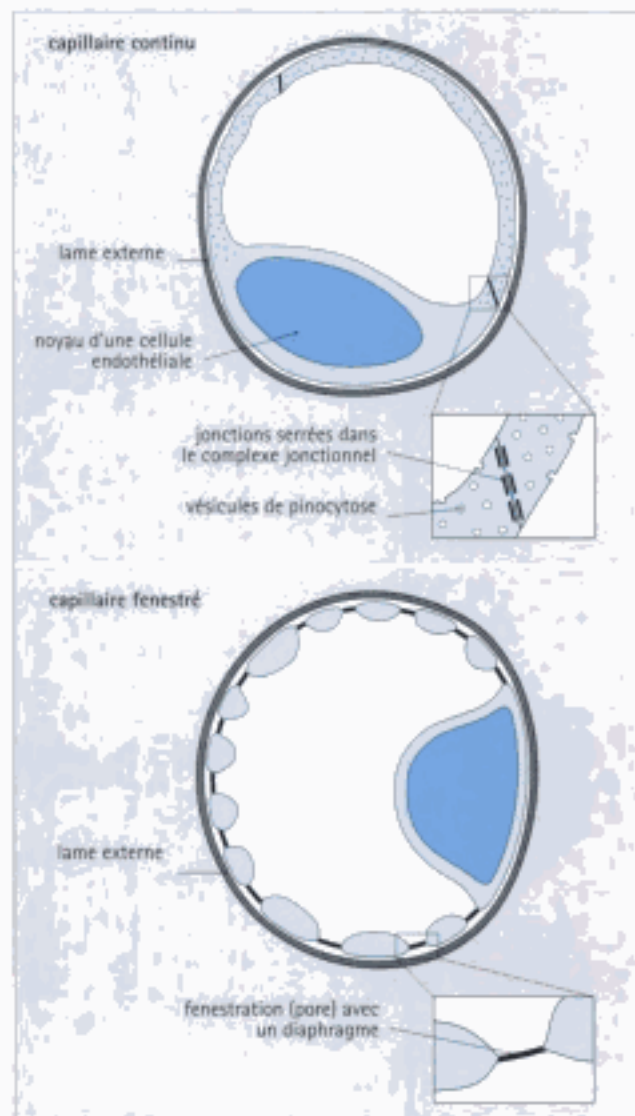 capillaire continu
lame externe
noyau d'une cellule
endothéliale
jonctions serrées dans
le complexe jonctionnel
vésicules de pinocytose
capillaire fenestré
lame externe
fenestration (pore) avec
un diaphragme